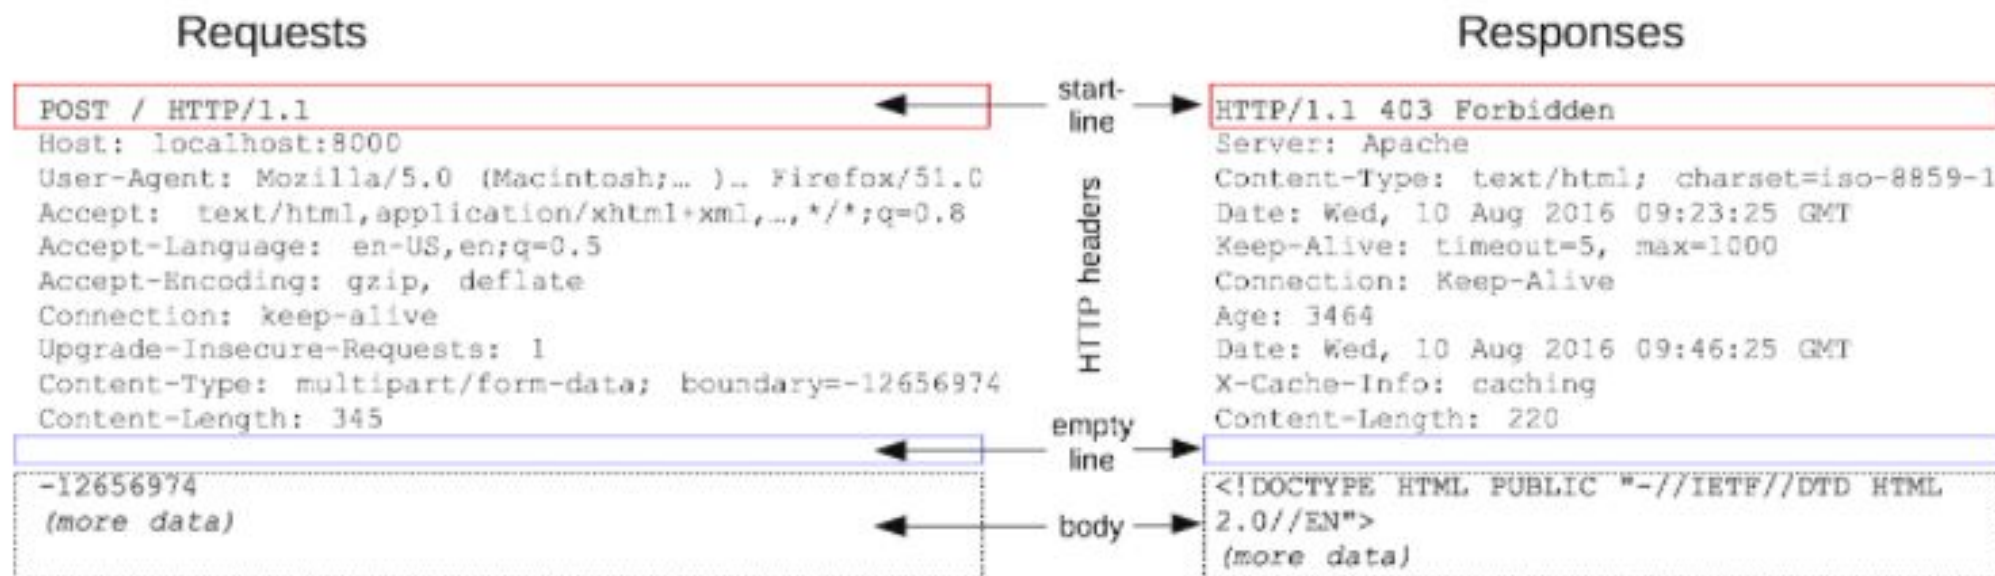 Requests
POST / HTTP/1.1
Host: localhost:8000
User-Agent: Mozilla/5.0 (Macintosh;… )… Firefox/51.0
Accept: text/html,application/xhtml+xml,…,*/*;q=0.8
Accept-Language: en-US,en;q=0.5
Accept-Encoding: gzip, deflate
Connection: keep-alive
Upgrade-Insecure-Requests: 1
Content-Type: multipart/form-data; boundary=-12656974
Content-Length: 345
-12656974
(more data)
start-
line
HTTP headers
empty
line
body
Responses
HTTP/1.1 403 Forbidden
Server: Apache
Content-Type: text/html; charset=iso-8859-1
Date: Wed, 10 Aug 2016 09:23:25 GMT
Keep-Alive: timeout=5, max=1000
Connection: Keep-Alive
Age: 3464
Date: Wed, 10 Aug 2016 09:46:25 GMT
X-Cache-Info: caching
Content-Length: 220
<!DOCTYPE HTML PUBLIC "-//IETF//DTD HTML
2.0//EN">
(more data)